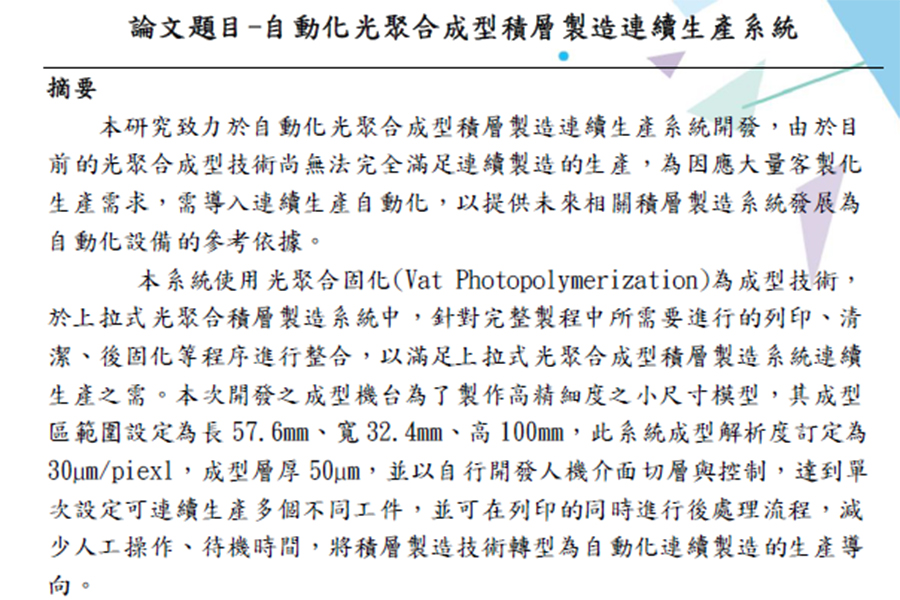 論文題目-自動化光聚合成型積層製造連續生產系統
摘要
本研究致力於自動化光聚合成型積層製造連續生產系統開發，由於目
前的光聚合成型技術尚無法完全滿足連續製造的生產，為因應大量客製化
生產需求，需導入連續生產自動化，以提供未來相關積層製造系統發展為
自動化設備的參考依據。
本系統使用光聚合固化(Vat Photopolymerization)為成型技術，
於上拉式光聚合積層製造系統中，針對完整製程中所需要進行的列印、清
潔、後固化等程序進行整合，以滿足上拉式光聚合成型積層製造系統連續
生產之需。本次開發之成型機台為了製作高精細度之小尺寸模型，其成型
區範圍設定為長 57.6mm、寬 32.4mm、高 100mm，此系統成型解析度訂定為
30μm/piexl，成型層厚 50μm，並以自行開發人機介面切層與控制，達到單
次設定可連續生產多個不同工件，並可在列印的同時進行後處理流程，減
少人工操作、待機時間，將積層製造技術轉型為自動化連續製造的生產導
向。